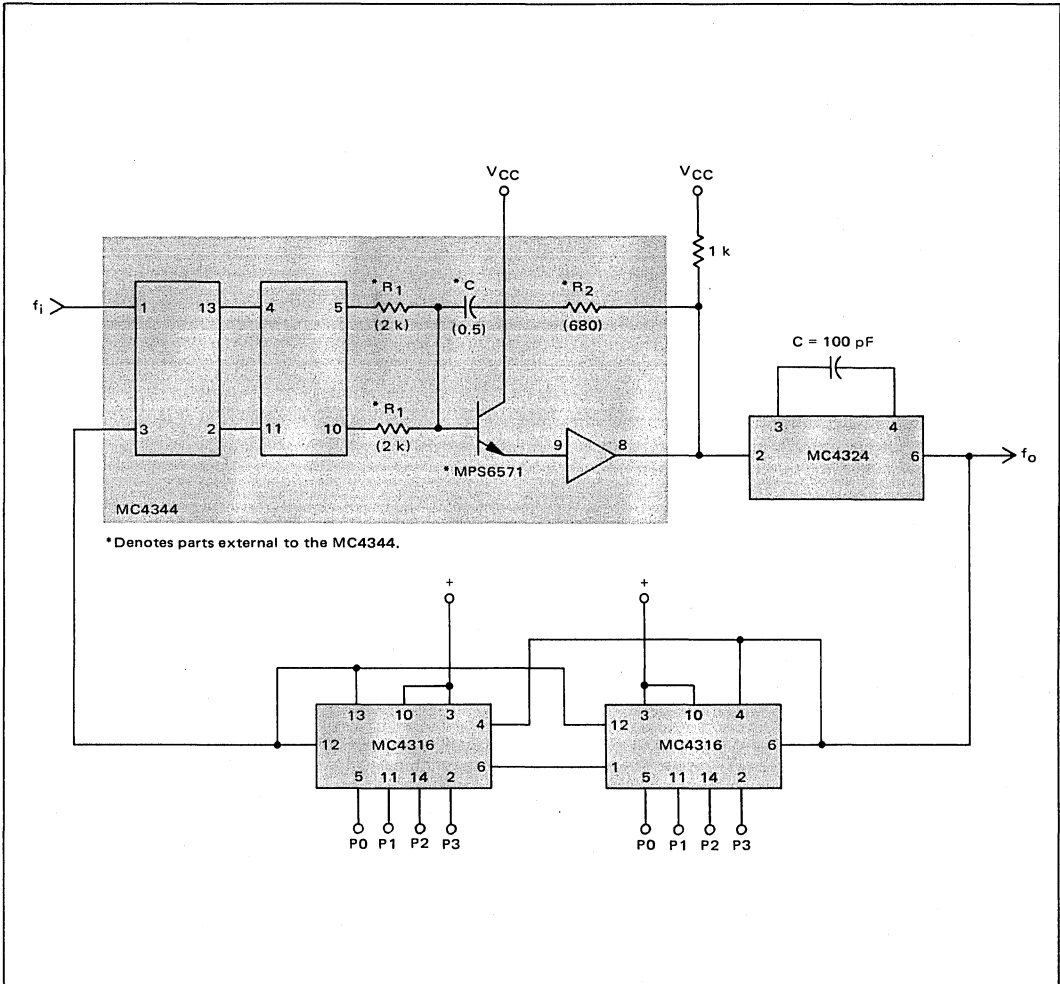 VCC
VCC
1 k
fi
1
13
4
5
*R1
(2 k)
*C
(0.5)
*R2
(680)
C = 100 pF
3
2
11
10
*R1
(2 k)
*MPS6571
9
8
3
4
2
MC4324
6
fo
MC4344
*Denotes parts external to the MC4344.
+
+
13
10
3
4
12
MC4316
6
5
11
14
2
P0
P1
P2
P3
3
10
4
12
MC4316
6
1
5
11
14
2
P0
P1
P2
P3